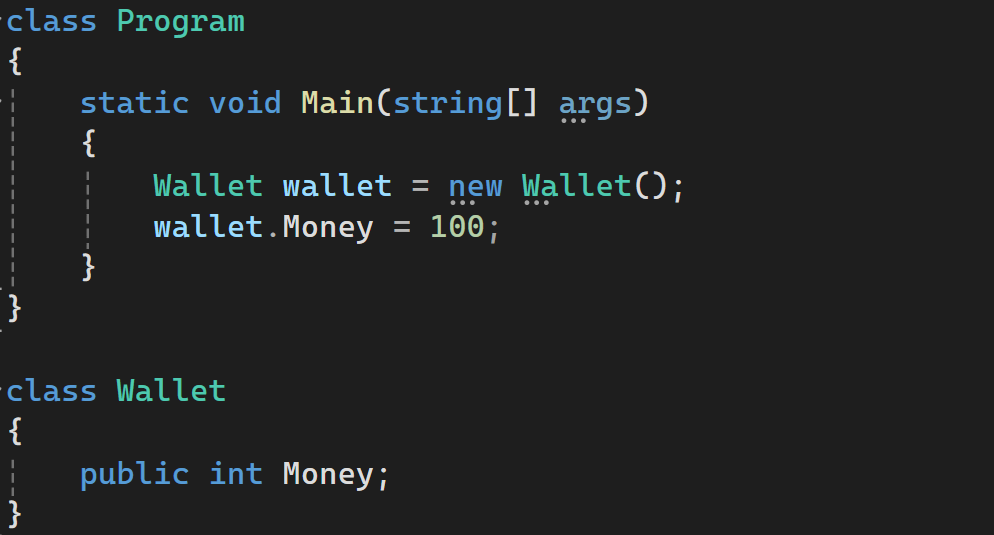 class Program
{
    static void Main(string[] args)
    {
        Wallet wallet = new Wallet();
        wallet.Money = 100;
    }
}

class Wallet
{
    public int Money;
}